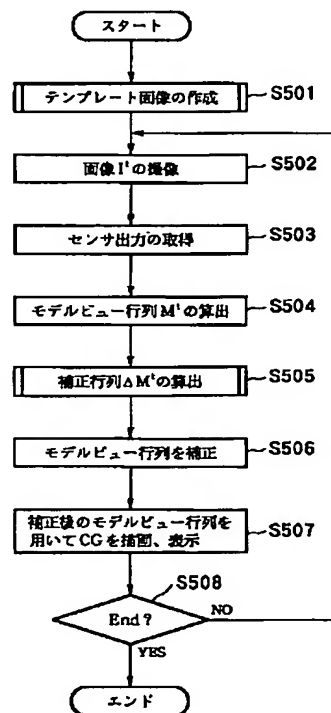 スタート
テンプレート画像の作成 S501
画像Iᵗの撮像 S502
センサ出力の取得 S503
モデルビュー行列Mᵗの算出 S504
補正行列ΔMᵗの算出 S505
モデルビュー行列を補正 S506
補正後のモデルビュー行列を
用いてCGを描画、表示 S507
S508
End? NO
YES
エンド